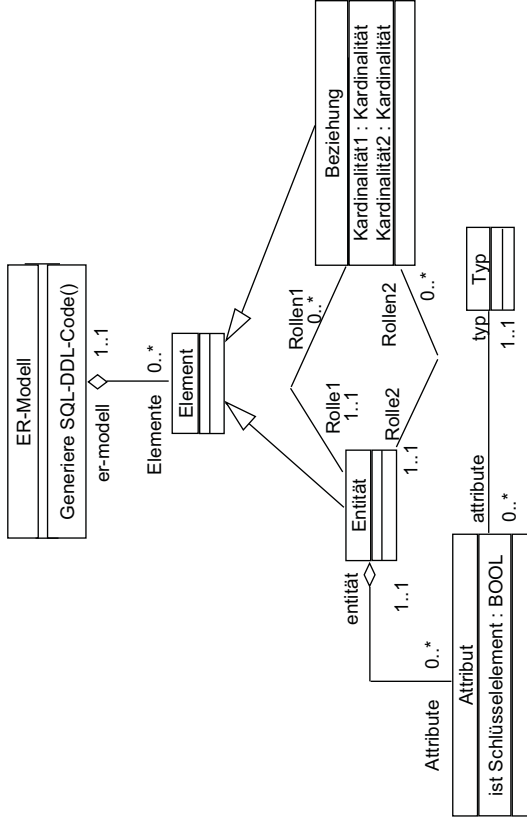 ER-Modell
Generiere SQL-DDL-Code()
er-modell
1..1
Elemente
0..*
Element
Entität
Rolle1
1..1
Rollen1
0..*
Rolle2
1..1
Rollen2
0..*
Beziehung
Kardinalität1 : Kardinalität
Kardinalität2 : Kardinalität
entität
1..1
Attribute
0..*
Attribut
ist Schlüsselelement : BOOL
attribute
0..*
typ
1..1
Typ